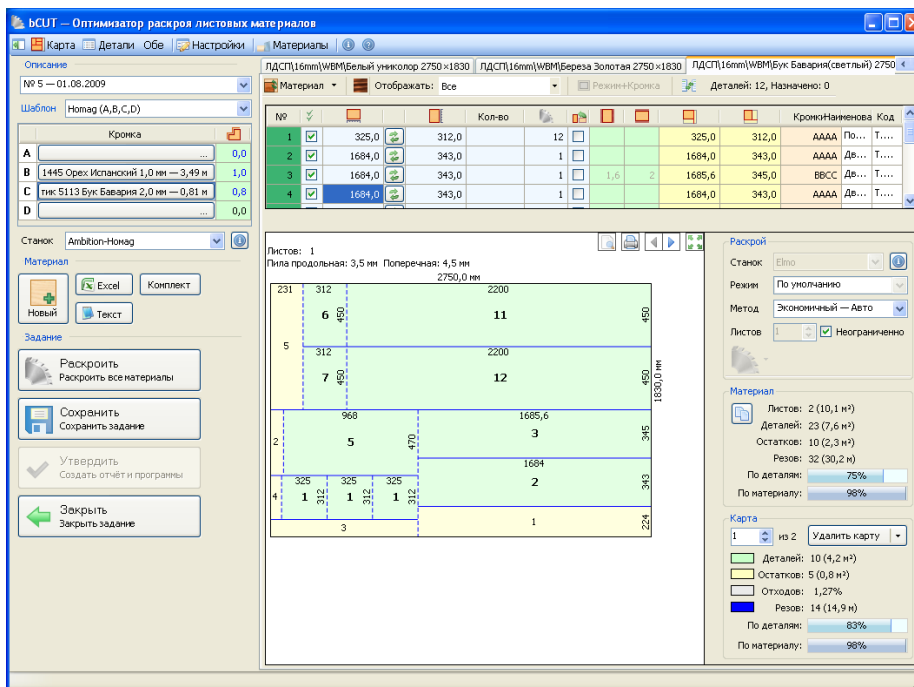 bCUT — Оптимизатор раскроя листовых материалов
Карта Детали Обе Настройки Материалы
Описание
№ 5 — 01.08.2009
Шаблон Homag (A,B,C,D)
Кромка
A ... 0,0
B 1445 Орех Испанский 1,0 мм — 3,49 м 1,0
C тик 5113 Бук Бавария 2,0 мм — 0,81 м 0,8
D ... 0,0
Станок Ambition-Homag
Материал
Новый
Excel Комплект
Текст
Задание
Раскроить
Раскроить все материалы
Сохранить
Сохранить задание
Утвердить
Создать отчёт и программы
Закрыть
Закрыть задание
ЛДСП\16mm\WBM\Белый униколор 2750×1830 ЛДСП\16mm\WBM\Береза Золотая 2750×1830 ЛДСП\16mm\WBM\Бук Бавария(светлый) 2750
Материал Отображать: Все Режим+Кромка Детали: 12, Назначено: 0
№ Кол-во Кромки Наименова Код
1 325,0 312,0 12 325,0 312,0 AAAA По... Т....
2 1684,0 343,0 1 1684,0 343,0 AAAA Дв... Т....
3 1684,0 343,0 1 1,6 2 1685,6 345,0 BBCC Дв... Т....
4 1684,0 343,0 1 1684,0 343,0 AAAA Дв... Т....
Листов: 1
Пила продольная: 3,5 мм Поперечная: 4,5 мм
2750,0 мм
231 312 2200
6 450 11 450
5
312 2200
7 450 12 450
1830,0 мм
968 1685,6
2 5 470 3 345
1684
325 325 325 2 343
4 1 312 1 312 1 312
3 1 224
Раскрой
Станок Elmo
Режим По умолчанию
Метод Экономичный — Авто
Листов 1 Неограниченно
-
Материал
Листов: 2 (10,1 м²)
Деталей: 23 (7,6 м²)
Остатков: 10 (2,3 м²)
Резов: 32 (30,2 м)
По деталям: 75%
По материалу: 98%
Карта
1 из 2 Удалить карту
Деталей: 10 (4,2 м²)
Остатков: 5 (0,8 м²)
Отходов: 1,27%
Резов: 14 (14,9 м)
По деталям: 83%
По материалу: 98%